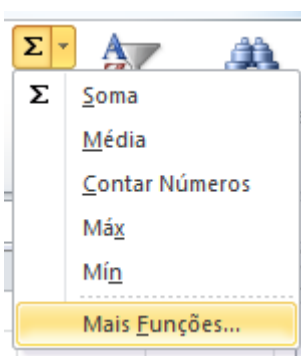 Σ
Σ Soma
Média
Contar Números
Máx
Mín
Mais Funções...